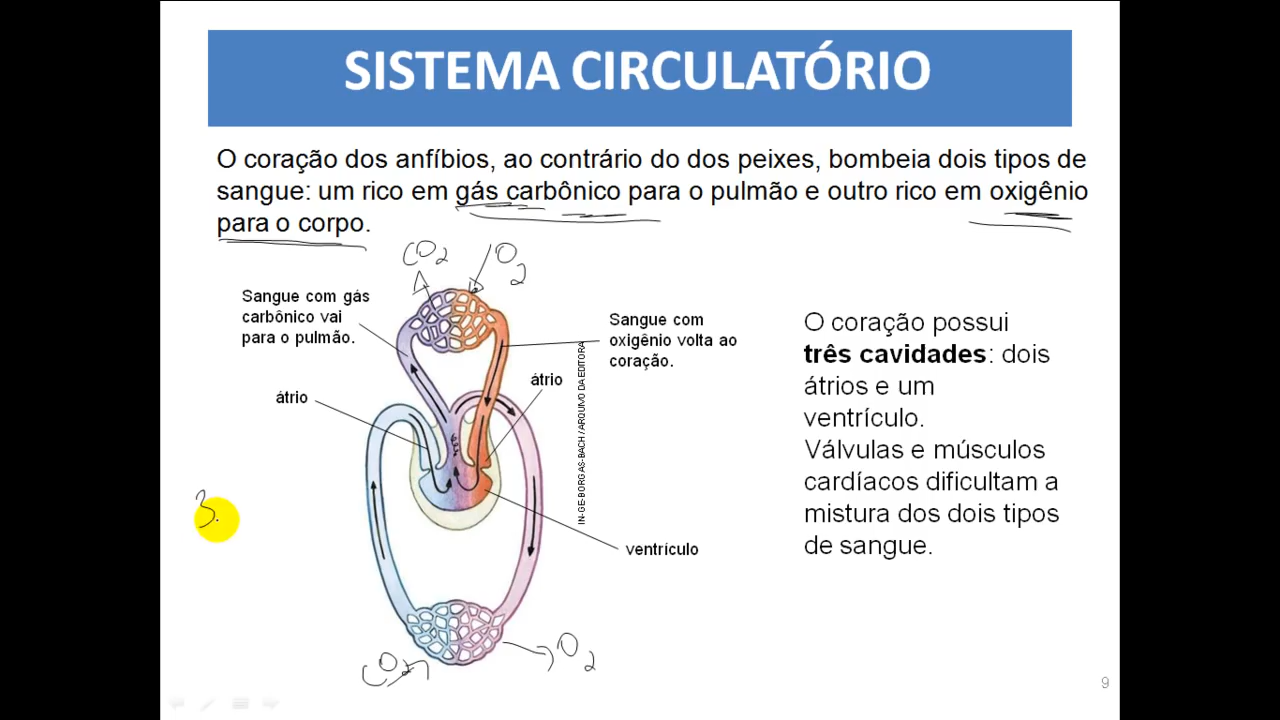 SISTEMA CIRCULATÓRIO
O coração dos anfíbios, ao contrário do dos peixes, bombeia dois tipos de
sangue: um rico em gás carbônico para o pulmão e outro rico em oxigênio
para o corpo.
CO2
O2
Sangue com gás
carbônico vai
para o pulmão.
Sangue com
oxigênio volta ao
coração.
átrio
átrio
IN-GE-BORGAS-BACH / ARQUIVO DA EDITORA
O coração possui
três cavidades: dois
átrios e um
ventrículo.
Válvulas e músculos
cardíacos dificultam a
mistura dos dois tipos
de sangue.
3.
ventrículo
CO2
O2
9